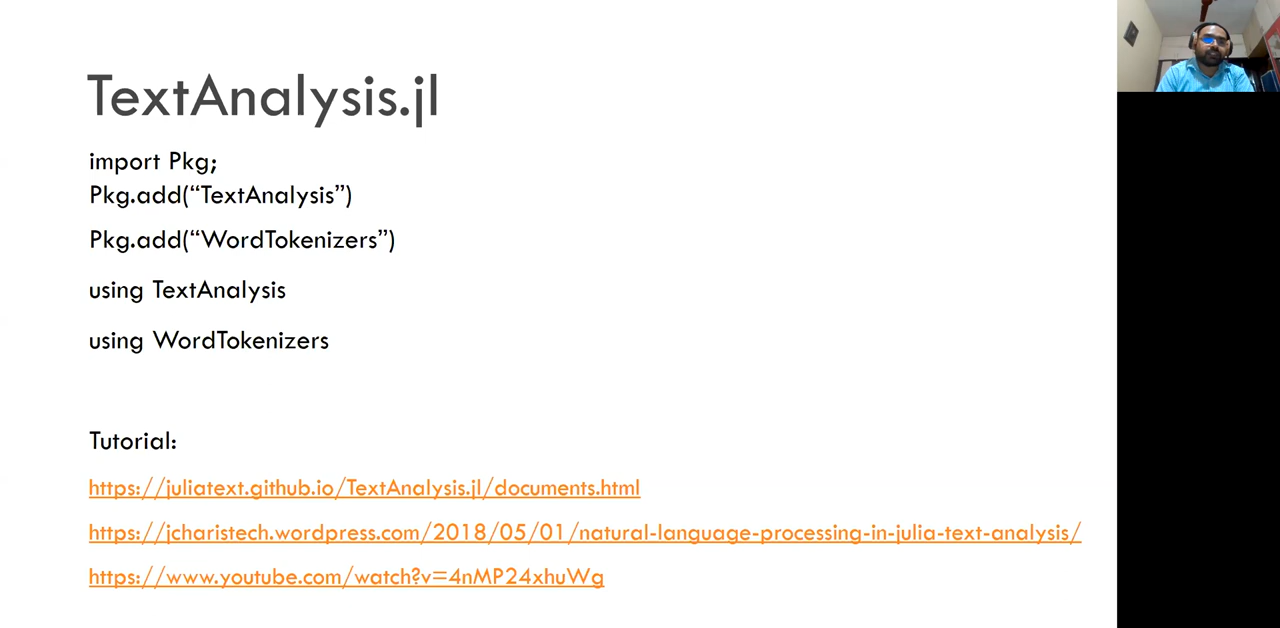 TextAnalysis.jl
import Pkg;
Pkg.add(“TextAnalysis”)
Pkg.add(“WordTokenizers”)
using TextAnalysis
using WordTokenizers
Tutorial:
https://juliatext.github.io/TextAnalysis.jl/documents.html
https://jcharistech.wordpress.com/2018/05/01/natural-language-processing-in-julia-text-analysis/
https://www.youtube.com/watch?v=4nMP24xhuWg